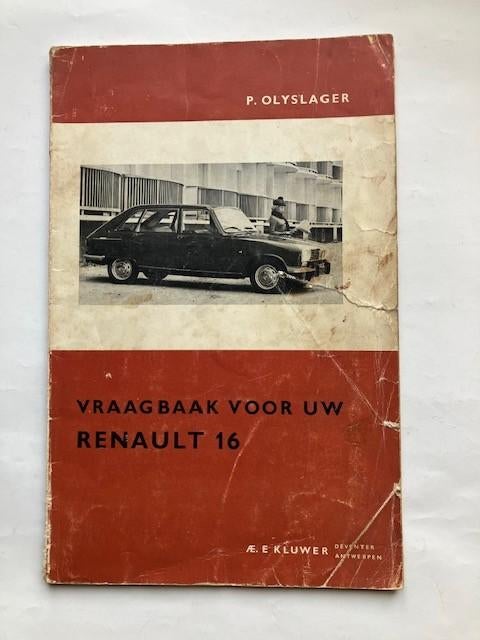 P. OLYSLAGER
VRAAGBAAK VOOR UW
RENAULT 16
Æ. E KLUWER DEVENTER
ANTWERPEN